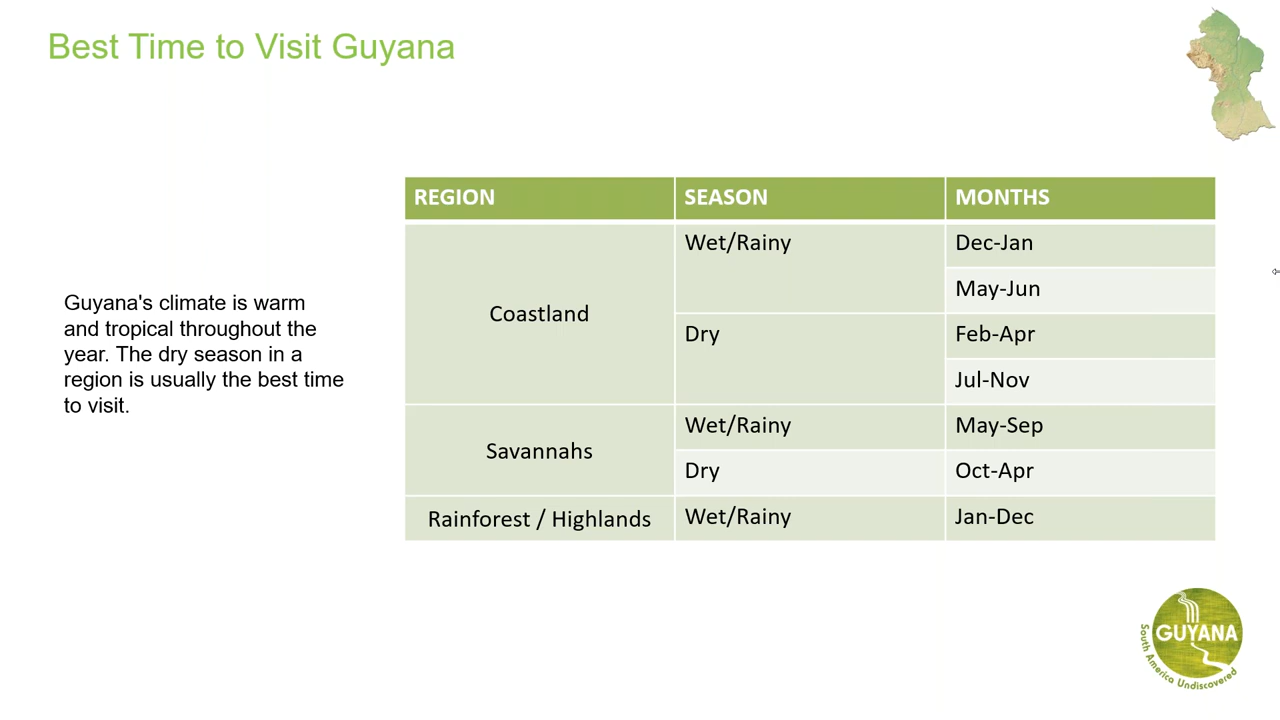 Best Time to Visit Guyana
Guyana's climate is warm
and tropical throughout the
year. The dry season in a
region is usually the best time
to visit.
REGION SEASON MONTHS
Coastland Wet/Rainy Dec-Jan
May-Jun
Dry Feb-Apr
Jul-Nov
Savannahs Wet/Rainy May-Sep
Dry Oct-Apr
Rainforest / Highlands Wet/Rainy Jan-Dec
GUYANA
South America Undiscovered